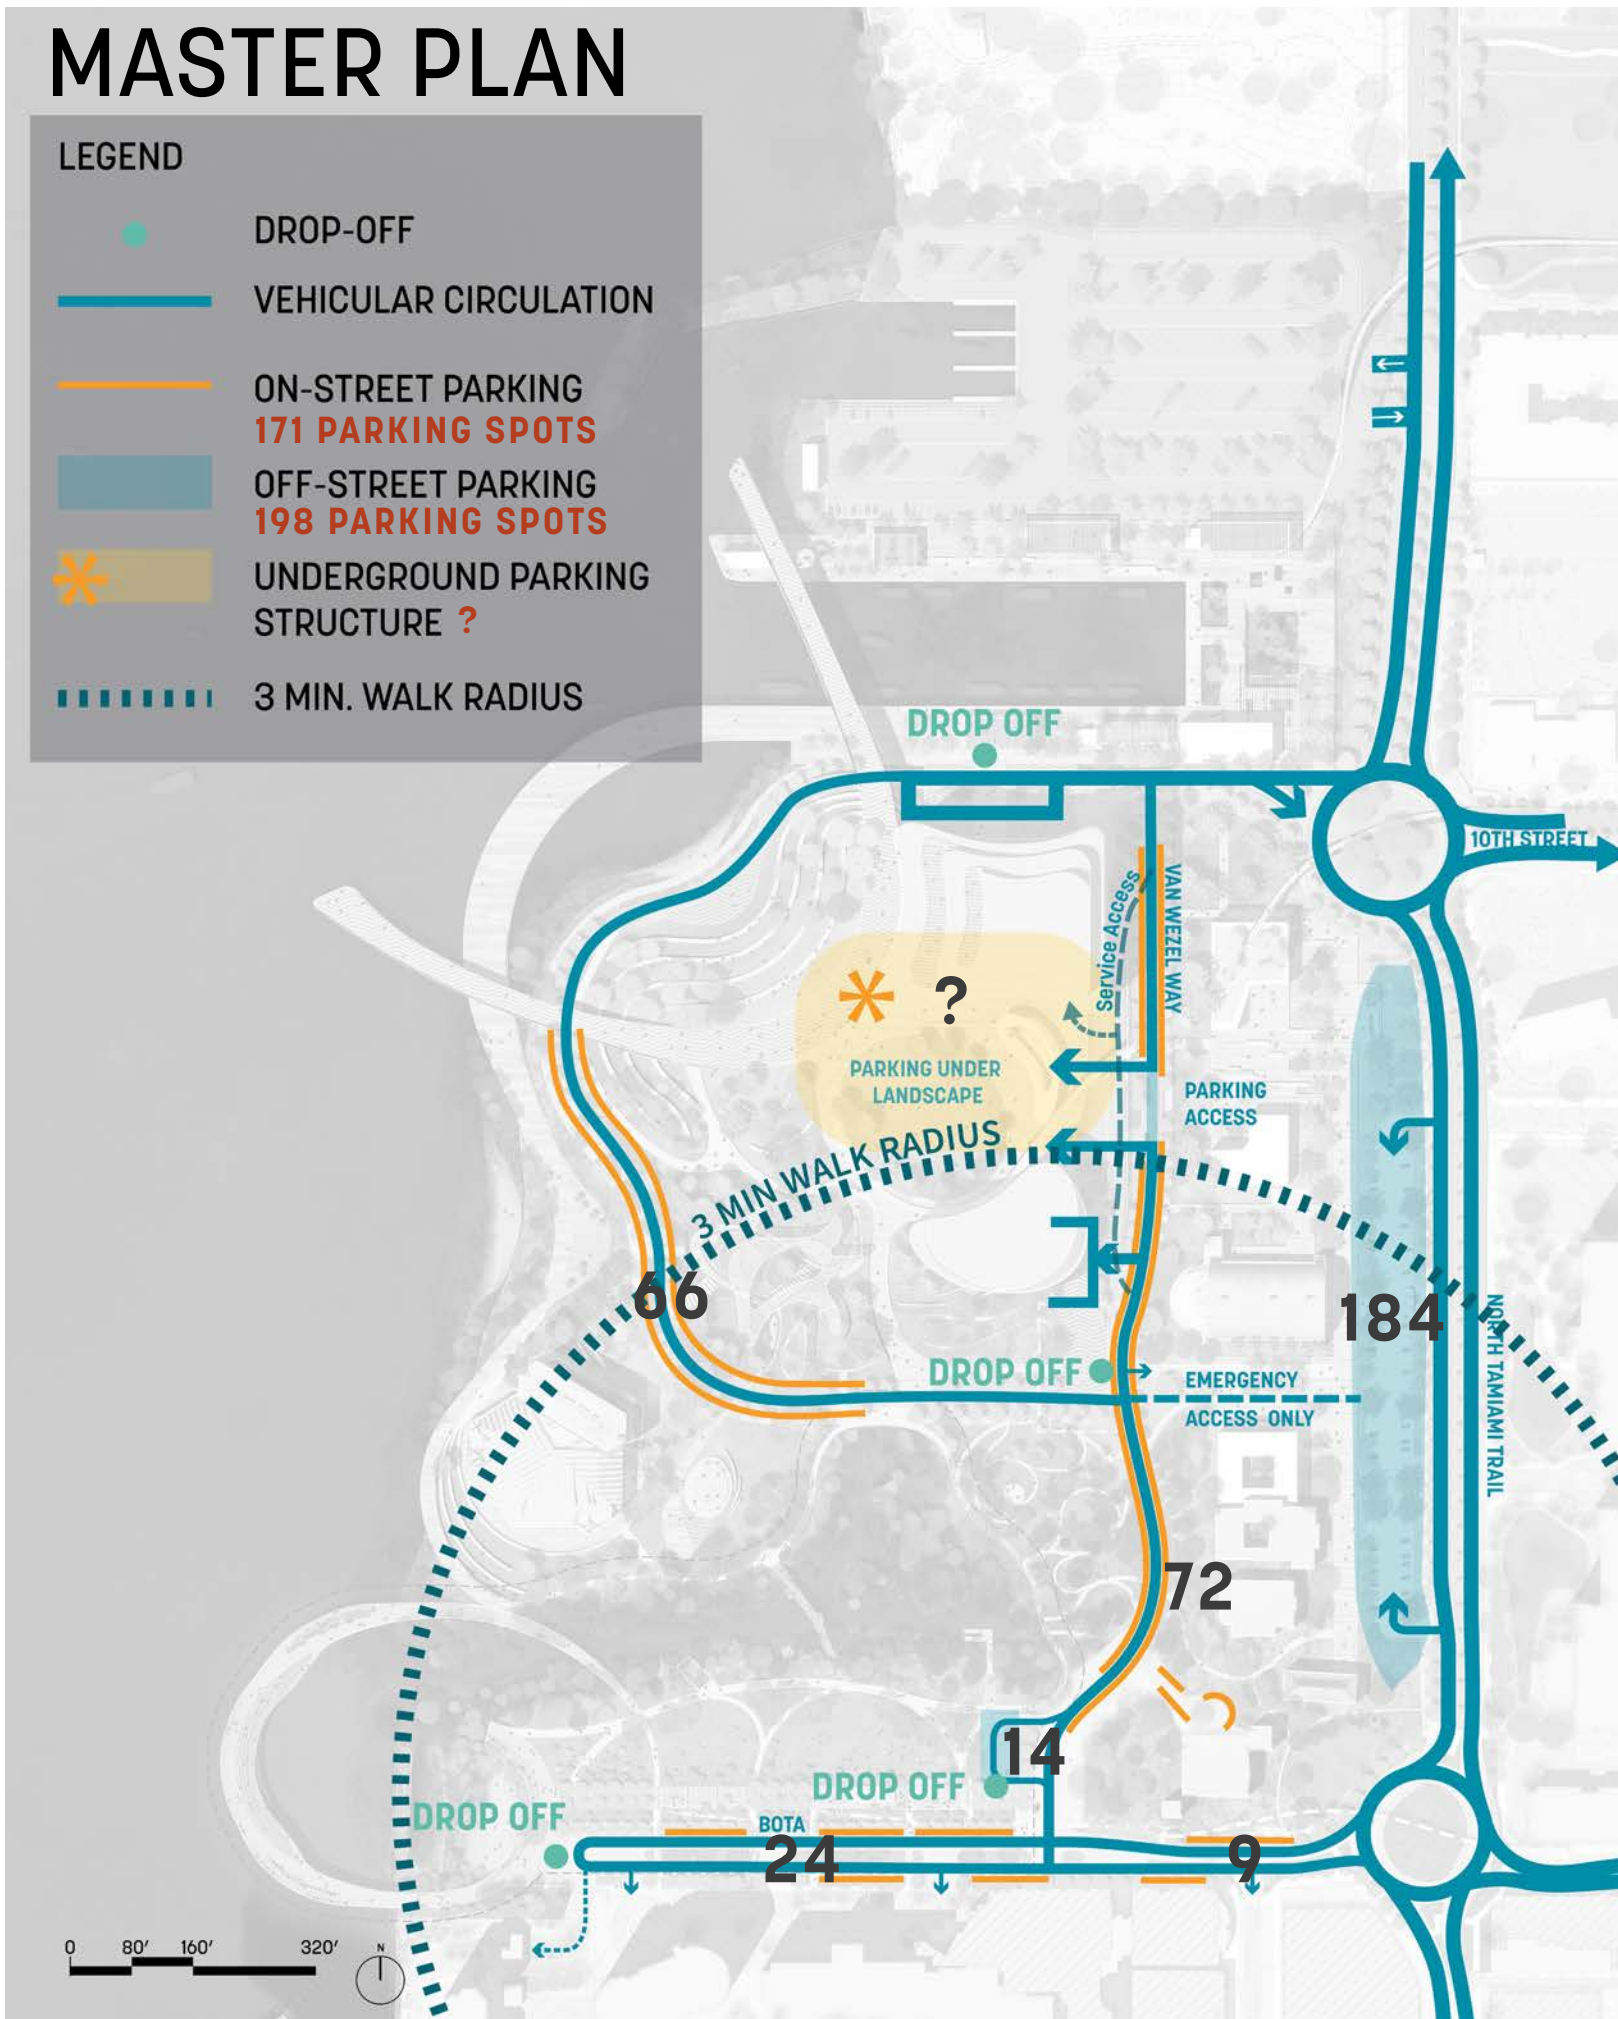 MASTER PLAN
LEGEND
DROP-OFF
VEHICULAR CIRCULATION
ON-STREET PARKING
171 PARKING SPOTS
OFF-STREET PARKING
198 PARKING SPOTS
UNDERGROUND PARKING
STRUCTURE ?
3 MIN. WALK RADIUS
DROP OFF
10TH STREET
Service Access
VAN WEZEL WAY
?
PARKING UNDER
LANDSCAPE
PARKING
ACCESS
3 MIN WALK RADIUS
66
184
NORTH TAMIAMI TRAIL
DROP OFF
EMERGENCY
ACCESS ONLY
72
14
DROP OFF
DROP OFF
BOTA
24
9
0 80' 160' 320'
N